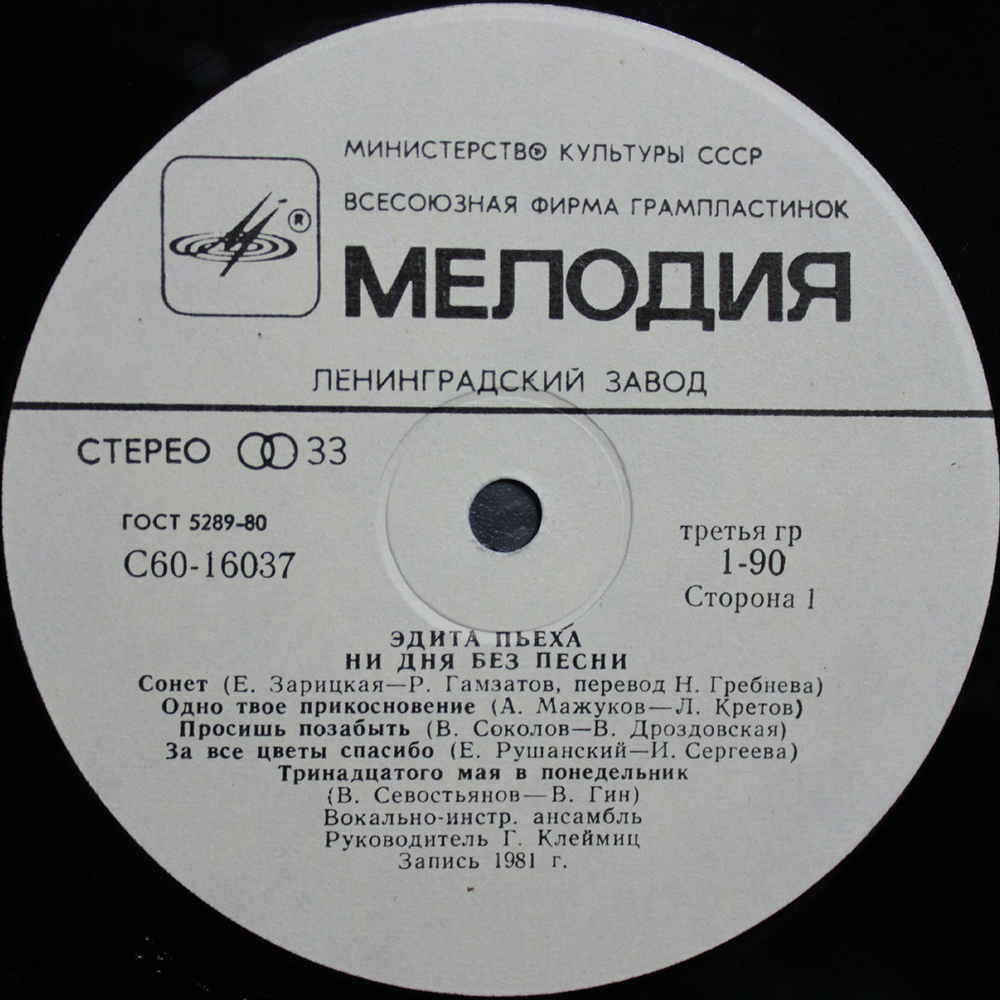 МИНИСТЕРСТВО КУЛЬТУРЫ СССР
ВСЕСОЮЗНАЯ ФИРМА ГРАМПЛАСТИНОК
®
МЕЛОДИЯ
ЛЕНИНГРАДСКИЙ ЗАВОД
СТЕРЕО 33
ГОСТ 5289-80
С60-16037
третья гр
1-90
Сторона 1
ЭДИТА ПЬЕХА
НИ ДНЯ БЕЗ ПЕСНИ
Сонет (Е. Зарицкая—Р. Гамзатов, перевод Н. Гребнева)
Одно твое прикосновение (А. Мажуков—Л. Кретов)
Просишь позабыть (В. Соколов—В. Дроздовская)
За все цветы спасибо (Е. Рушанский—И. Сергеева)
Тринадцатого мая в понедельник
(В. Севостьянов—В. Гин)
Вокально-инстр. ансамбль
Руководитель Г. Клеймиц
Запись 1981 г.